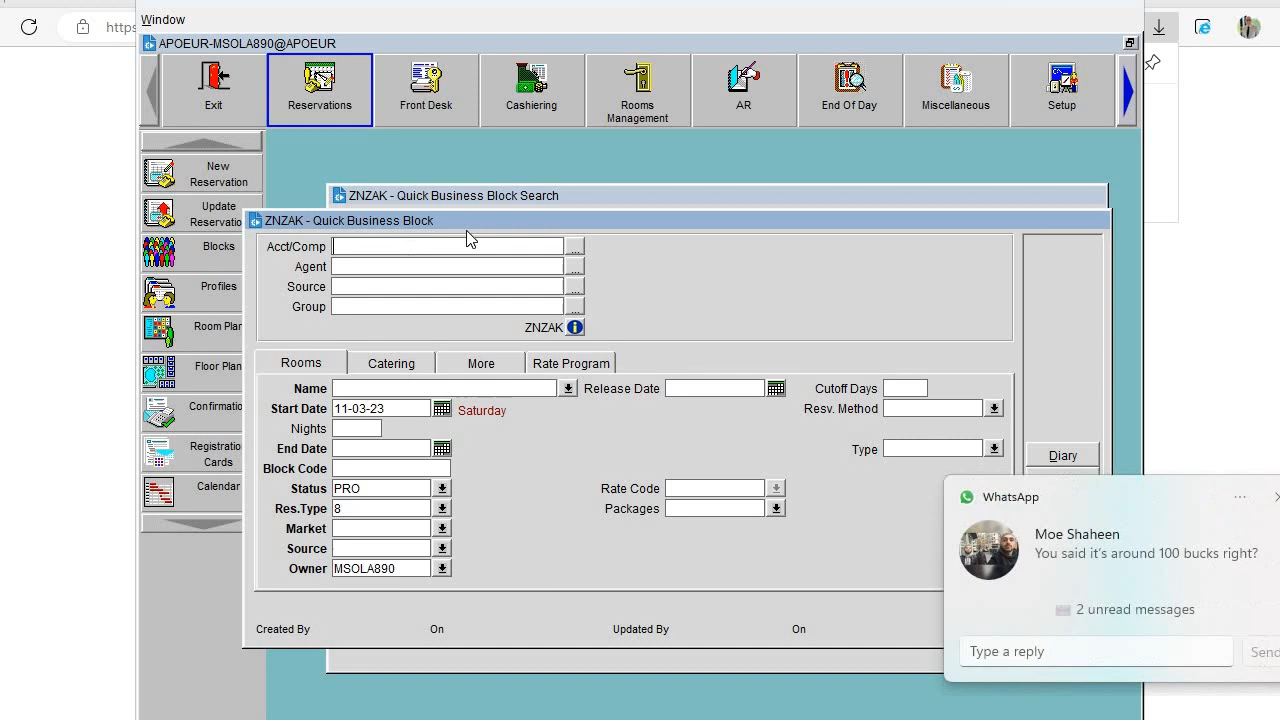 https
Window
APOEUR-MSOLA890@APOEUR
Exit
Reservations
Front Desk
Cashiering
Rooms Management
AR
End Of Day
Miscellaneous
Setup
New Reservation
Update Reservatio
Blocks
Profiles
Room Plan
Floor Plan
Confirmatio
Registration Cards
Calendar
ZNZAK - Quick Business Block Search
ZNZAK - Quick Business Block
Acct/Comp ...
Agent ...
Source ...
Group ...
ZNZAK
Rooms Catering More Rate Program
Name Release Date Cutoff Days
Start Date 11-03-23 Saturday Resv. Method
Nights
End Date Type
Block Code
Status PRO Rate Code
Res.Type 8 Packages
Market
Source
Owner MSOLA890
Diary
Created By On Updated By On
WhatsApp ...
Moe Shaheen
You said it's around 100 bucks right?
2 unread messages
Type a reply Send